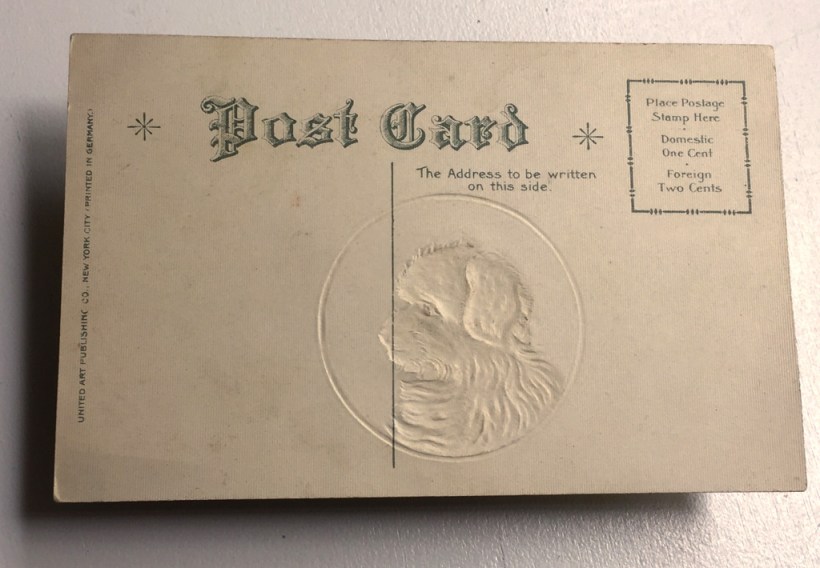 Post Card
The Address to be written
on this side.
Place Postage
Stamp Here
Domestic
One Cent
Foreign
Two Cents
UNITED ART PUBLISHING CO., NEW YORK CITY (PRINTED IN GERMANY.)